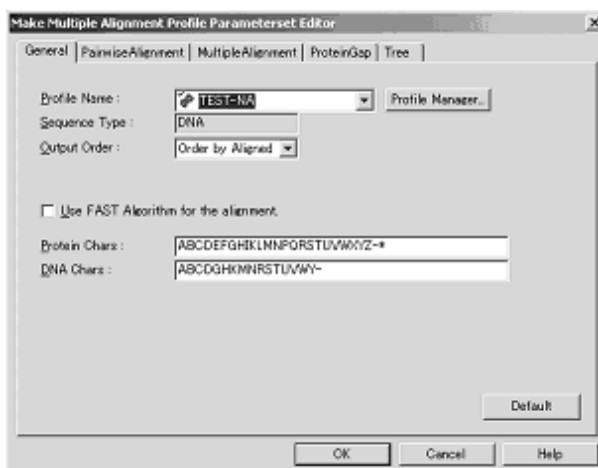 Make Multiple Alignment Profile Parameterset Editor
General PairwiseAlignment MultipleAlignment ProteinGap Tree
Profile Name : TEST-NA Profile Manager...
Sequence Type : DNA
Output Order : Order by Aligned
Use FAST Algorithm for the alignment.
Protein Chars : ABCDEFGHIKLMNPQRSTUVWXYZ-*
DNA Chars : ABCDGHKMNRSTUVWY-
Default
OK Cancel Help